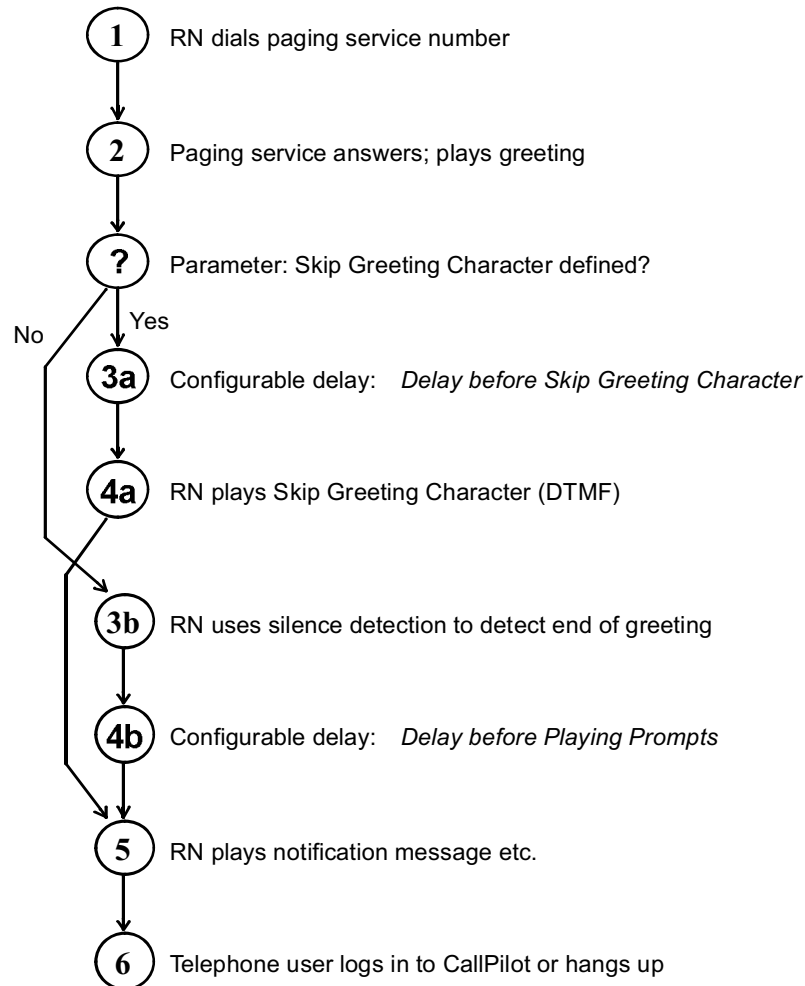 1 RN dials paging service number
2 Paging service answers; plays greeting
? Parameter: Skip Greeting Character defined?
No Yes
3a Configurable delay: Delay before Skip Greeting Character
4a RN plays Skip Greeting Character (DTMF)
3b RN uses silence detection to detect end of greeting
4b Configurable delay: Delay before Playing Prompts
5 RN plays notification message etc.
6 Telephone user logs in to CallPilot or hangs up